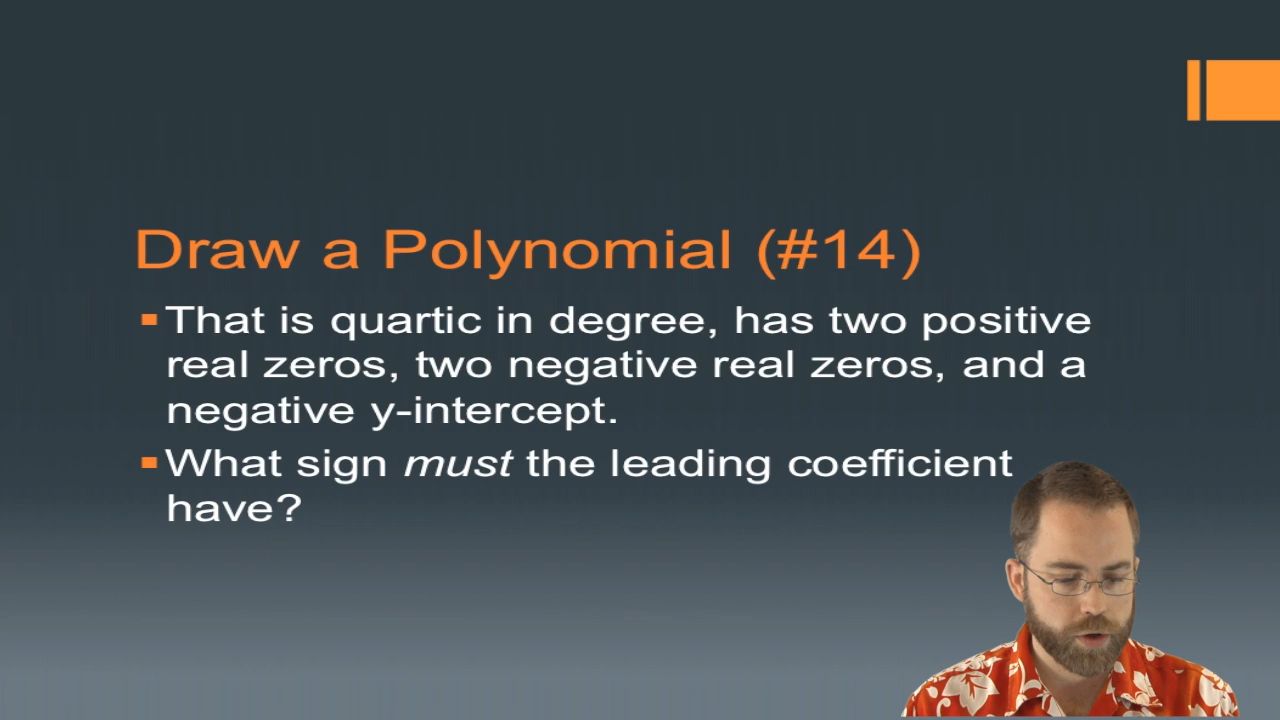 Draw a Polynomial (#14)
That is quartic in degree, has two positive
real zeros, two negative real zeros, and a
negative y-intercept.
What sign must the leading coefficient
have?